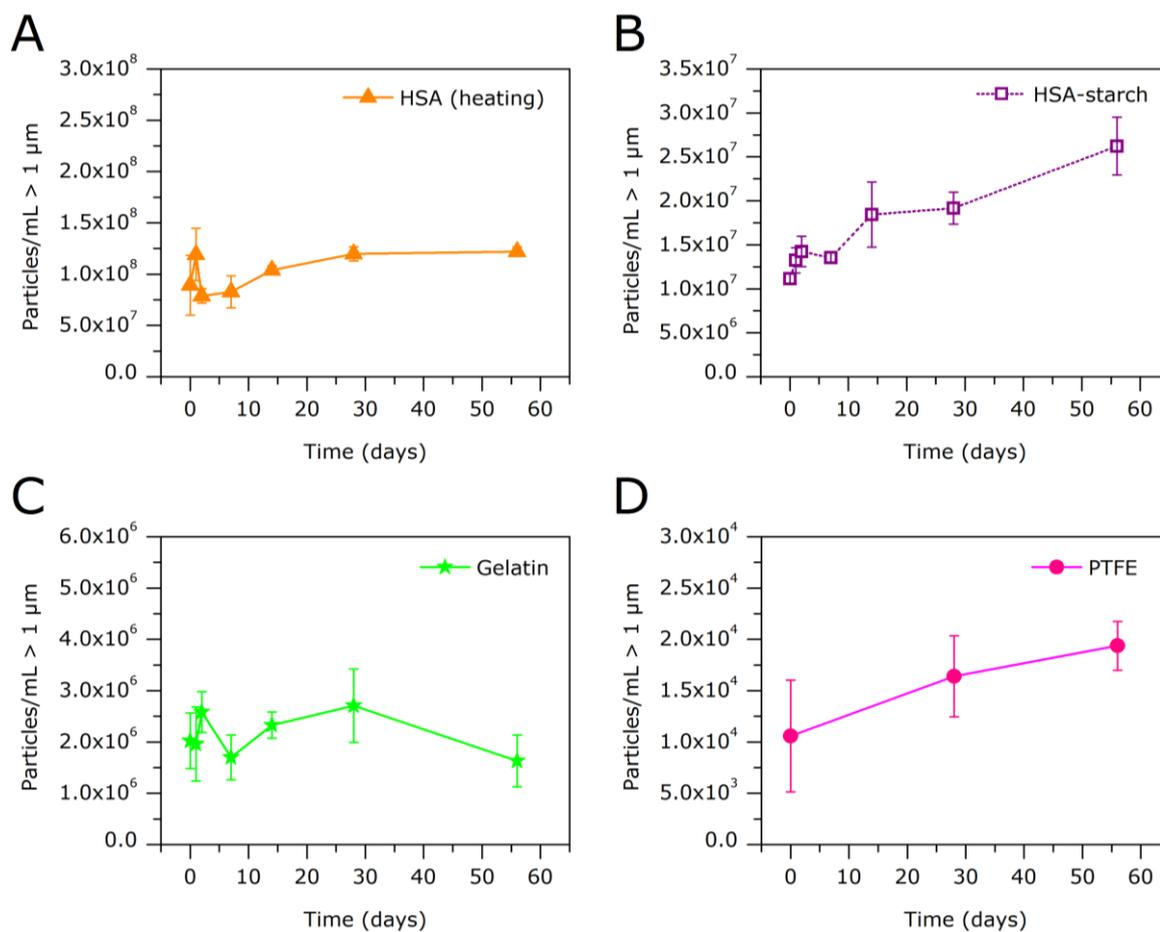 A
Particles/mL > 1 µm
3.0x10⁸
2.5x10⁸
2.0x10⁸
1.5x10⁸
1.0x10⁸
5.0x10⁷
0.0
HSA (heating)
0 10 20 30 40 50 60
Time (days)
B
Particles/mL > 1 µm
3.5x10⁷
3.0x10⁷
2.5x10⁷
2.0x10⁷
1.5x10⁷
1.0x10⁷
5.0x10⁶
0.0
HSA-starch
0 10 20 30 40 50 60
Time (days)
C
Particles/mL > 1 µm
6.0x10⁶
5.0x10⁶
4.0x10⁶
3.0x10⁶
2.0x10⁶
1.0x10⁶
0.0
Gelatin
0 10 20 30 40 50 60
Time (days)
D
Particles/mL > 1 µm
3.0x10⁴
2.5x10⁴
2.0x10⁴
1.5x10⁴
1.0x10⁴
5.0x10³
0.0
PTFE
0 10 20 30 40 50 60
Time (days)